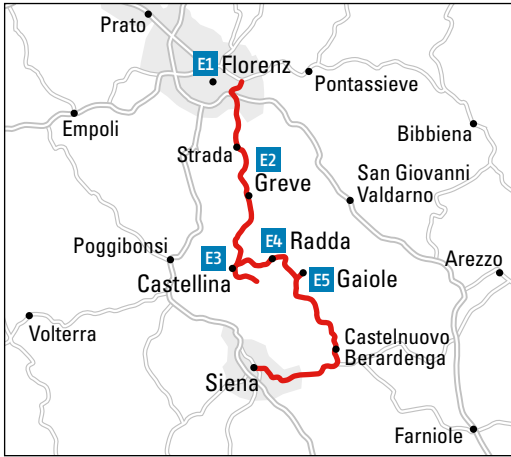 Prato
E1 Florenz
Pontassieve
Empoli
Bibbiena
Strada
E2
Greve
San Giovanni
Valdarno
Poggibonsi
E3
Castellina
E4 Radda
E5 Gaiole
Arezzo
Volterra
Castelnuovo
Berardenga
Siena
Farniole